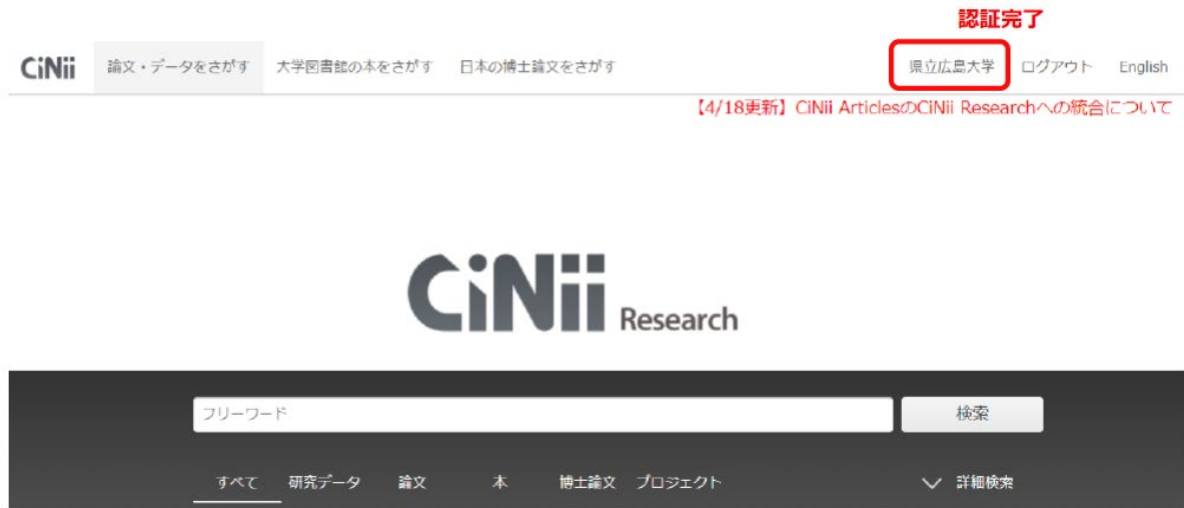 認証完了
CiNii 論文・データをさがす 大学図書館の本をさがす 日本の博士論文をさがす 県立広島大学 ログアウト English
【4/18更新】CiNii ArticlesのCiNii Researchへの統合について
CiNii Research
フリーワード 検索
すべて 研究データ 論文 本 博士論文 プロジェクト 詳細検索